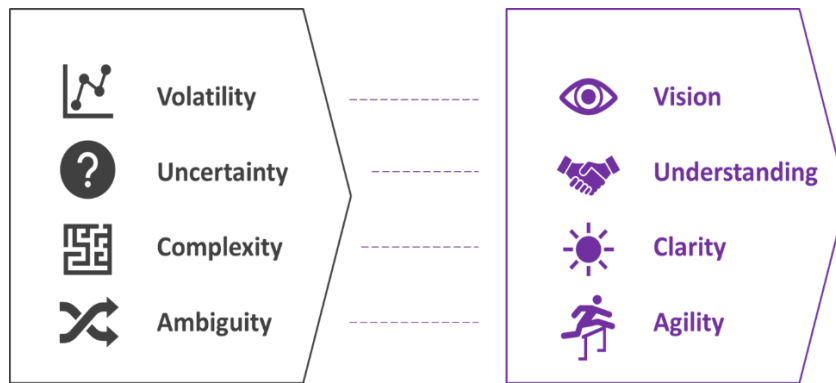 Volatility
Vision
Uncertainty
Understanding
Complexity
Clarity
Ambiguity
Agility
?